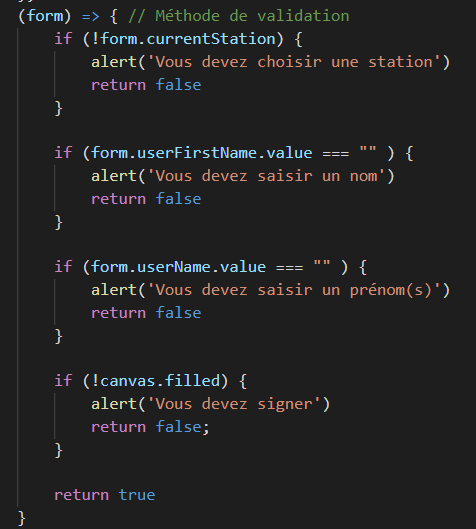 (form) => { // Méthode de validation
if (!form.currentStation) {
alert('Vous devez choisir une station')
return false
}
if (form.userFirstName.value === "" ) {
alert('Vous devez saisir un nom')
return false
}
if (form.userName.value === "" ) {
alert('Vous devez saisir un prénom(s)')
return false
}
if (!canvas.filled) {
alert('Vous devez signer')
return false;
}
return true
}